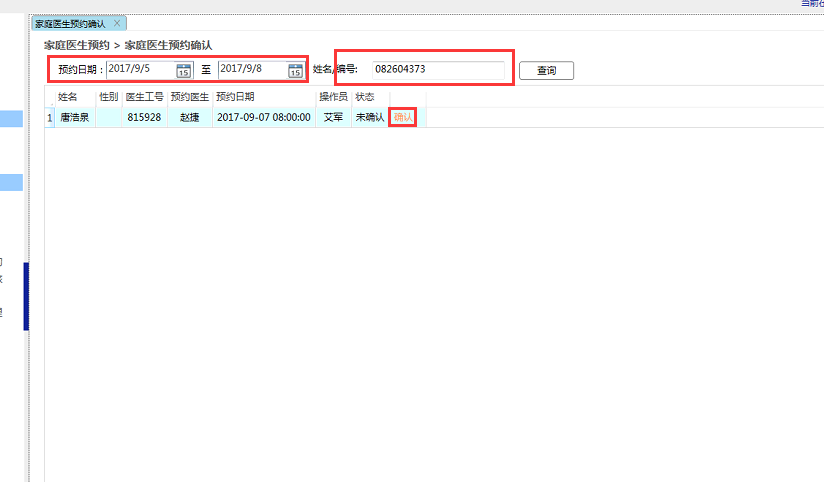 当前在
家庭医生预约确认
家庭医生预约 > 家庭医生预约确认
预约日期: 2017/9/5 15 至 2017/9/8 15 姓名/编号: 082604373 查询
姓名 性别 医生工号 预约医生 预约日期 操作员 状态
1 唐浩泉 815928 赵捷 2017-09-07 08:00:00 艾军 未确认 确认